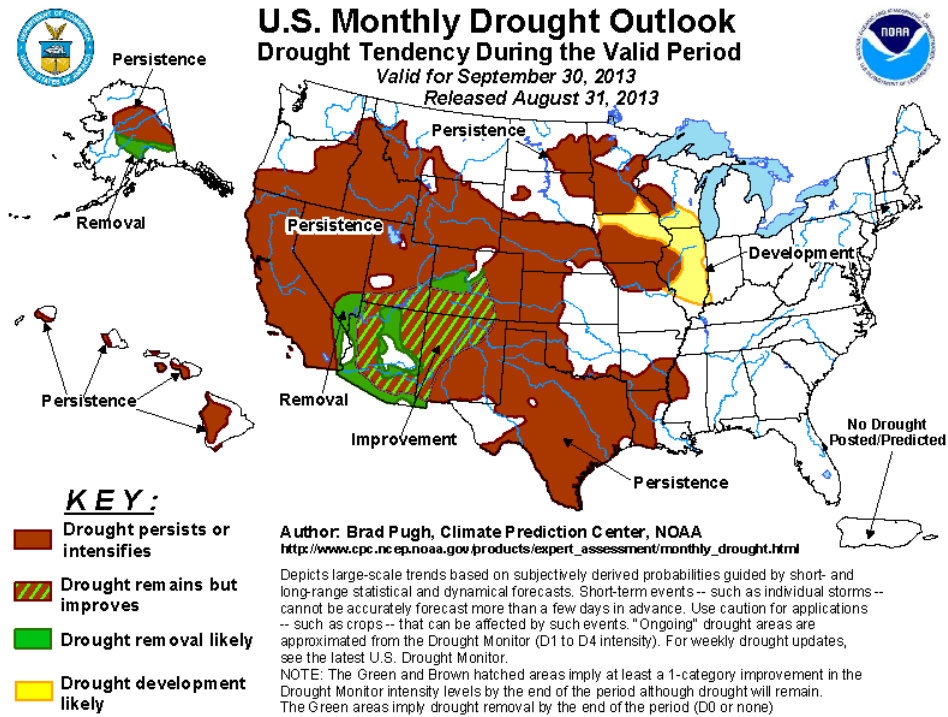 U.S. Monthly Drought Outlook
Drought Tendency During the Valid Period
Valid for September 30, 2013
Released August 31, 2013
DEPARTMENT OF COMMERCE
UNITED STATES OF AMERICA
NOAA
Persistence
Removal
Persistence
Persistence
Persistence
Development
Removal
Improvement
Persistence
No Drought
Posted/Predicted
KEY:
Drought persists or
intensifies
Drought remains but
improves
Drought removal likely
Drought development
likely
Author: Brad Pugh, Climate Prediction Center, NOAA
http://www.cpc.ncep.noaa.gov/products/expert_assessment/monthly_drought.html
Depicts large-scale trends based on subjectively derived probabilities guided by short- and
long-range statistical and dynamical forecasts. Short-term events -- such as individual storms --
cannot be accurately forecast more than a few days in advance. Use caution for applications
-- such as crops -- that can be affected by such events. "Ongoing" drought areas are
approximated from the Drought Monitor (D1 to D4 intensity). For weekly drought updates,
see the latest U.S. Drought Monitor.
NOTE: The Green and Brown hatched areas imply at least a 1-category improvement in the
Drought Monitor intensity levels by the end of the period although drought will remain.
The Green areas imply drought removal by the end of the period (D0 or none)